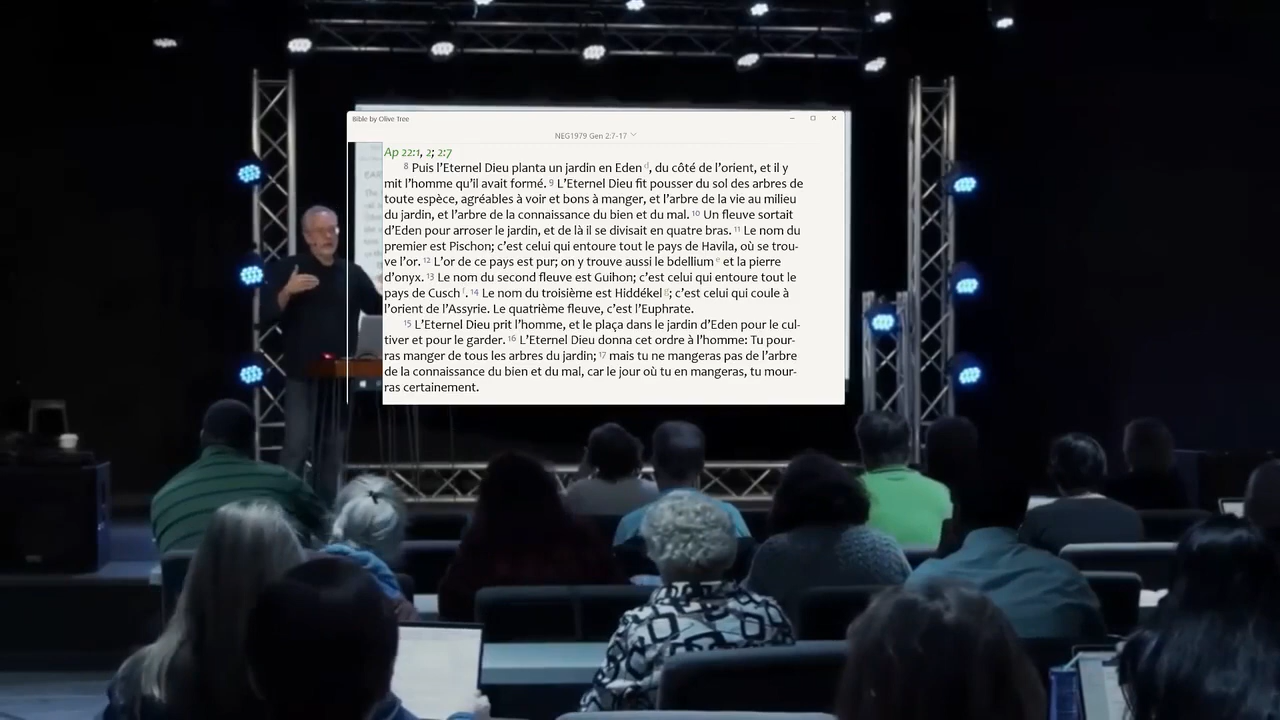 Bible by Olive Tree
NEG1979 Gen 2:7-17
Ap 22:1, 2; 2:7
8 Puis l’Eternel Dieu planta un jardin en Eden d, du côté de l’orient, et il y
mit l’homme qu’il avait formé. 9 L’Eternel Dieu fit pousser du sol des arbres de
toute espèce, agréables à voir et bons à manger, et l’arbre de la vie au milieu
du jardin, et l’arbre de la connaissance du bien et du mal. 10 Un fleuve sortait
d’Eden pour arroser le jardin, et de là il se divisait en quatre bras. 11 Le nom du
premier est Pischon; c’est celui qui entoure tout le pays de Havila, où se trou-
ve l’or. 12 L’or de ce pays est pur; on y trouve aussi le bdellium e et la pierre
d’onyx. 13 Le nom du second fleuve est Guihon; c’est celui qui entoure tout le
pays de Cusch f. 14 Le nom du troisième est Hiddékel g; c’est celui qui coule à
l’orient de l’Assyrie. Le quatrième fleuve, c’est l’Euphrate.
15 L’Eternel Dieu prit l’homme, et le plaça dans le jardin d’Eden pour le cul-
tiver et pour le garder. 16 L’Eternel Dieu donna cet ordre à l’homme: Tu pour-
ras manger de tous les arbres du jardin; 17 mais tu ne mangeras pas de l’arbre
de la connaissance du bien et du mal, car le jour où tu en mangeras, tu mour-
ras certainement.